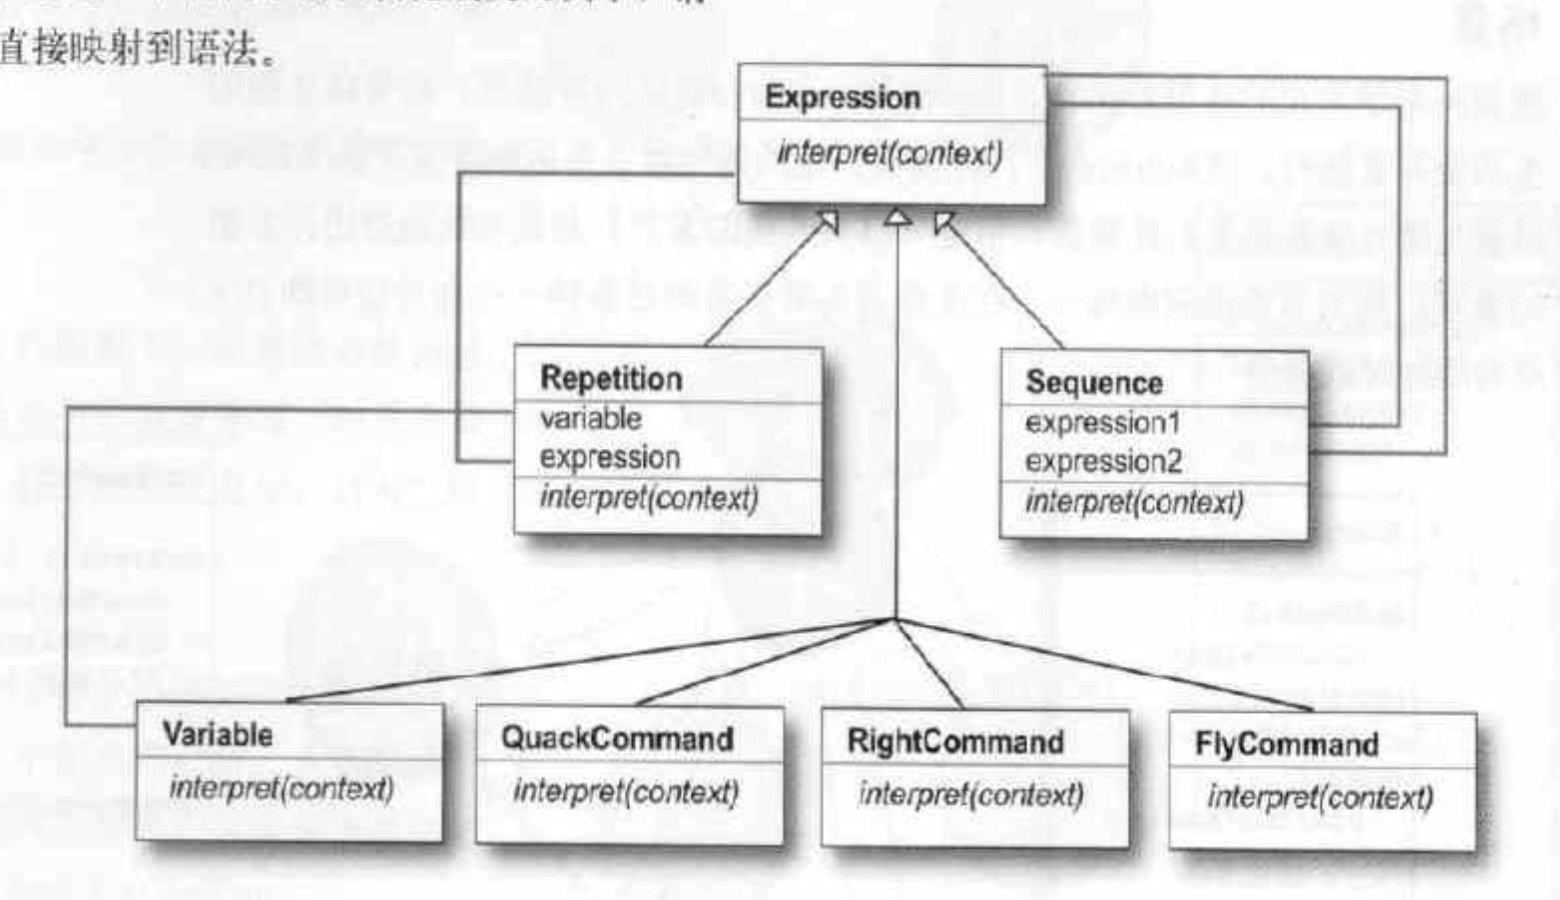 直接映射到语法。
Expression
interpret(context)
Repetition
variable
expression
interpret(context)
Sequence
expression1
expression2
interpret(context)
Variable
interpret(context)
QuackCommand
interpret(context)
RightCommand
interpret(context)
FlyCommand
interpret(context)